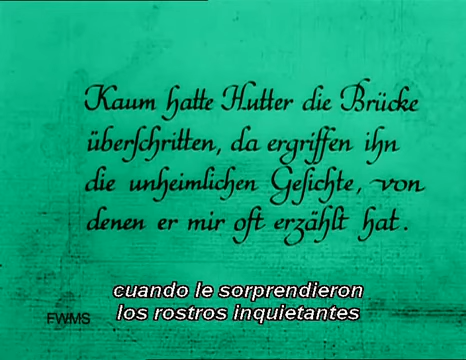 Kaum hatte Hutter die Brücke
überschritten, da ergriffen ihn
die unheimlichen Gesichte, von
denen er mir oft erzählt hat.
cuando le sorprendieron
los rostros inquietantes
FWMS